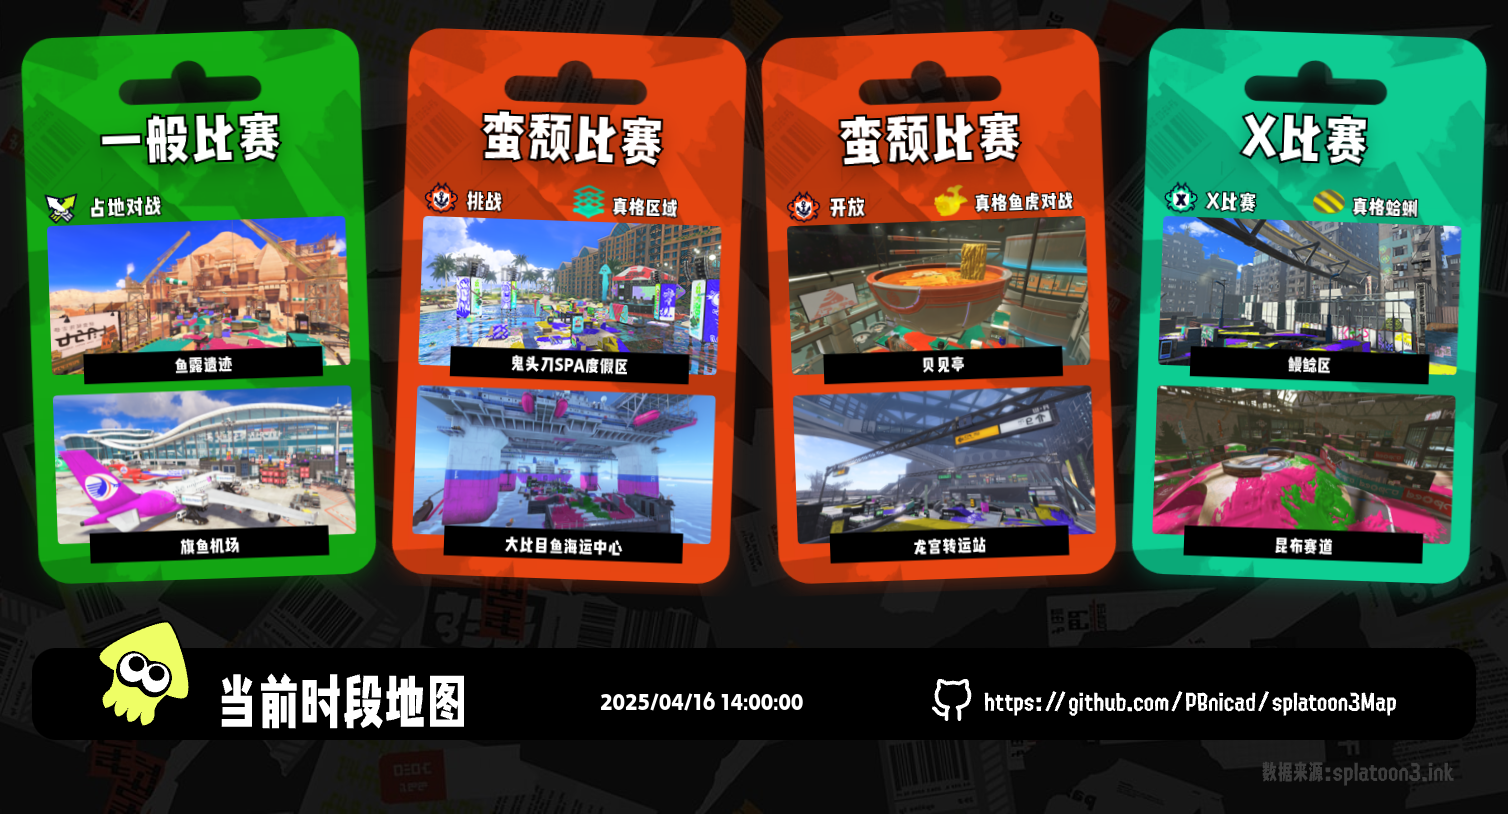 一般比赛
占地对战
鱼露遗迹
旗鱼机场
蛮颓比赛
挑战
真格区域
鬼头刀SPA度假区
大比目鱼海运中心
蛮颓比赛
开放
真格鱼虎对战
贝见亭
龙宫转运站
X比赛
X比赛
真格蛤蜊
鳗鲶区
昆布赛道
当前时段地图
2025/04/16 14:00:00
https://github.com/PBnicad/splatoon3Map
数据来源:splatoon3.ink